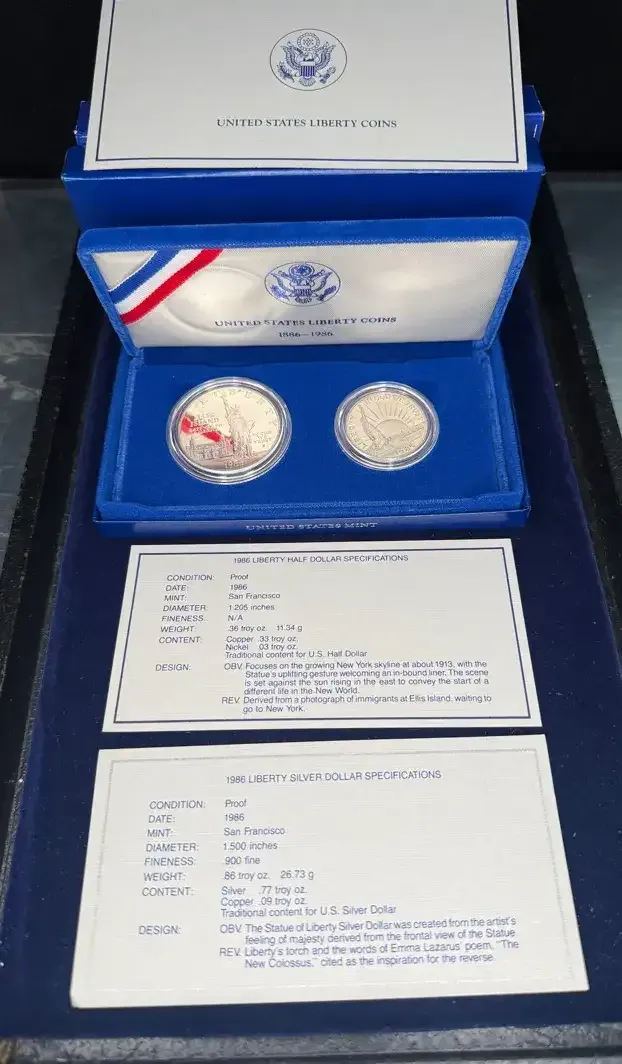 UNITED STATES LIBERTY COINS
UNITED STATES LIBERTY COINS
1886–1986
LIBERTY
1986
UNITED STATES MINT
1986 LIBERTY HALF DOLLAR SPECIFICATIONS
CONDITION: Proof
DATE: 1986
MINT: San Francisco
DIAMETER: 1.205 inches
FINENESS: N/A
WEIGHT: .36 troy oz. 11.34 g
CONTENT: Copper .33 troy oz.
Nickel .03 troy oz.
Traditional content for U.S. Half Dollar
DESIGN: OBV. Focuses on the growing New York skyline at about 1913, with the
Statue's uplifting gesture welcoming an in-bound liner. The scene
is set against the sun rising in the east to convey the start of a
different life in the New World.
REV. Derived from a photograph of immigrants at Ellis Island, waiting to
go to New York.
1986 LIBERTY SILVER DOLLAR SPECIFICATIONS
CONDITION: Proof
DATE: 1986
MINT: San Francisco
DIAMETER: 1.500 inches
FINENESS: .900 fine
WEIGHT: .86 troy oz. 26.73 g
CONTENT: Silver .77 troy oz.
Copper .09 troy oz.
Traditional content for U.S. Silver Dollar
DESIGN: OBV. The Statue of Liberty Silver Dollar was created from the artist's
feeling of majesty derived from the frontal view of the Statue.
REV. Liberty's torch and the words of Emma Lazarus' poem, "The
New Colossus," cited as the inspiration for the reverse.